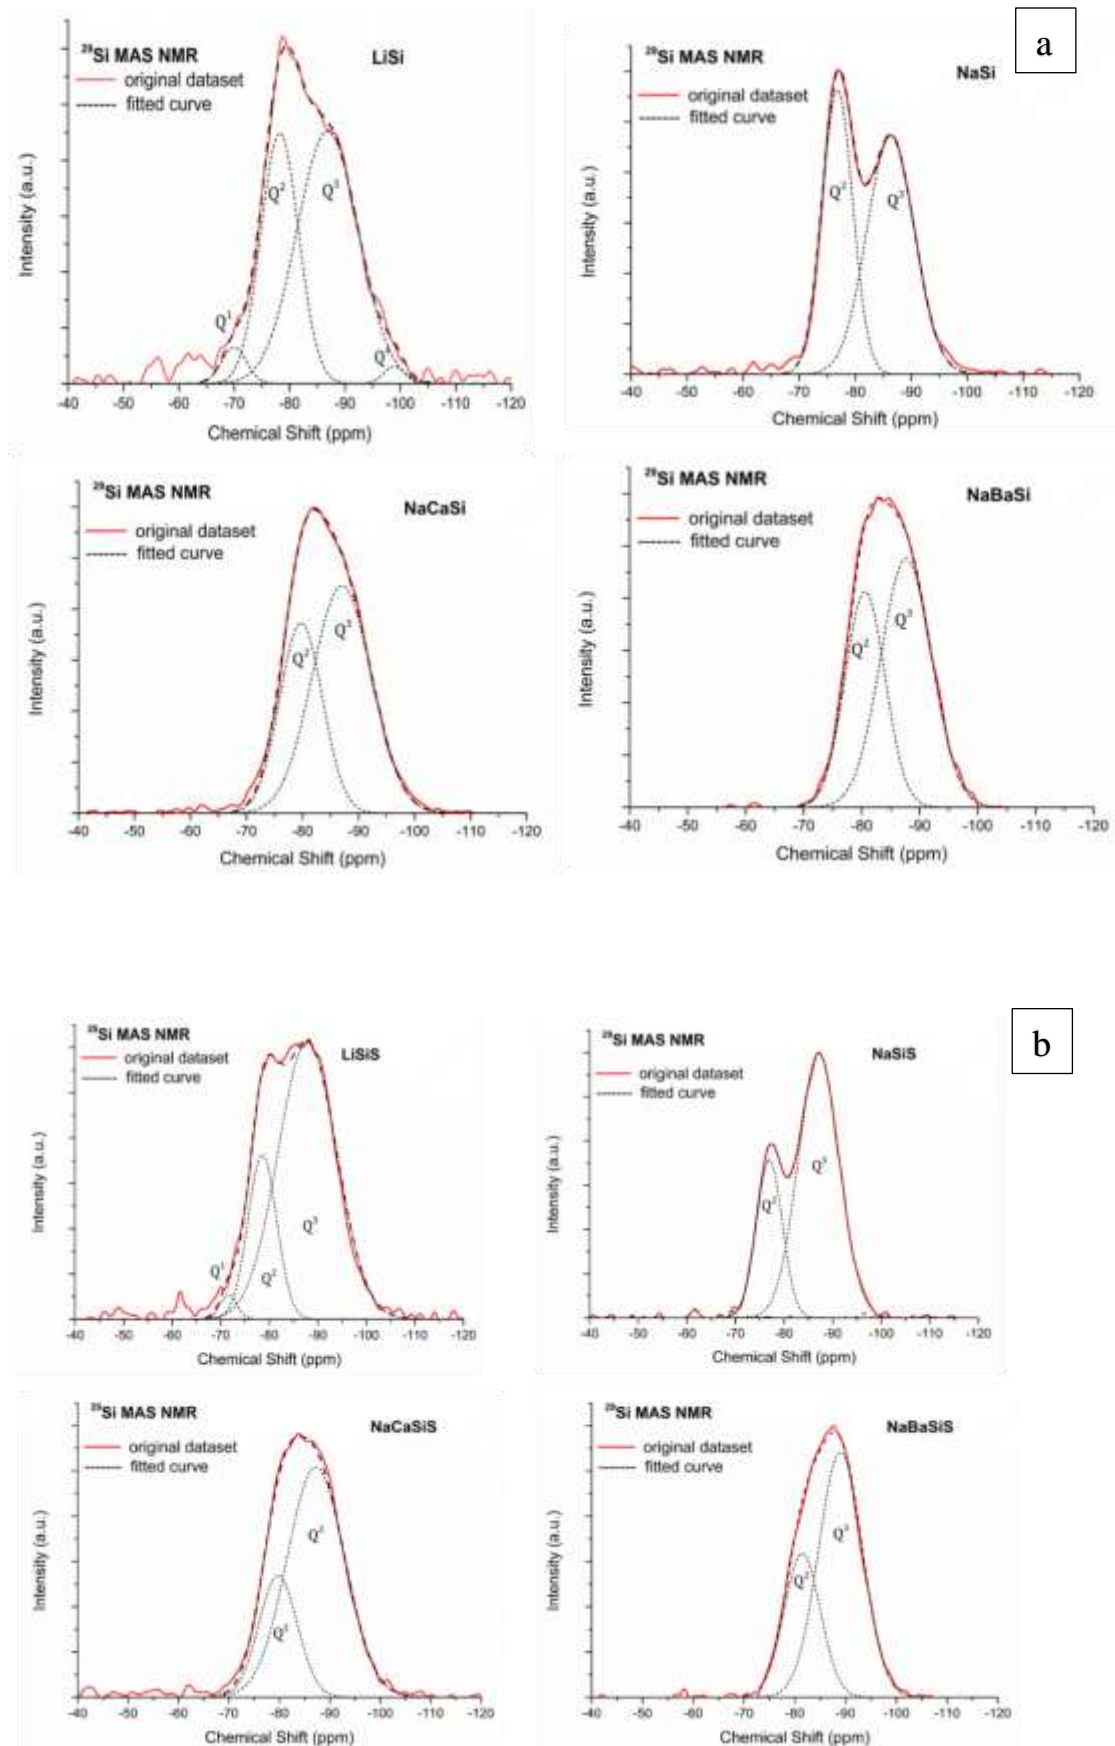 a
²⁹Si MAS NMR
LiSi
original dataset
fitted curve
Q¹
Q²
Q³
Q⁴
Intensity (a.u.)
-40 -50 -60 -70 -80 -90 -100 -110 -120
Chemical Shift (ppm)
²⁹Si MAS NMR
NaSi
original dataset
fitted curve
Q²
Q³
Intensity (a.u.)
-40 -50 -60 -70 -80 -90 -100 -110 -120
Chemical Shift (ppm)
²⁹Si MAS NMR
NaCaSi
original dataset
fitted curve
Q²
Q³
Intensity (a.u.)
-40 -50 -60 -70 -80 -90 -100 -110 -120
Chemical Shift (ppm)
²⁹Si MAS NMR
NaBaSi
original dataset
fitted curve
Q²
Q³
Intensity (a.u.)
-40 -50 -60 -70 -80 -90 -100 -110 -120
Chemical Shift (ppm)
b
²⁹Si MAS NMR
LiSiS
original dataset
fitted curve
Q¹
Q²
Q³
Intensity (a.u.)
-40 -50 -60 -70 -80 -90 -100 -110 -120
Chemical Shift (ppm)
²⁹Si MAS NMR
NaSiS
original dataset
fitted curve
Q²
Q³
Intensity (a.u.)
-40 -50 -60 -70 -80 -90 -100 -110 -120
Chemical Shift (ppm)
²⁹Si MAS NMR
NaCaSiS
original dataset
fitted curve
Q²
Intensity (a.u.)
-40 -50 -60 -70 -80 -90 -100 -110 -120
Chemical Shift (ppm)
²⁹Si MAS NMR
NaBaSiS
original dataset
fitted curve
Q²
Q³
Intensity (a.u.)
-40 -50 -60 -70 -80 -90 -100 -110 -120
Chemical Shift (ppm)